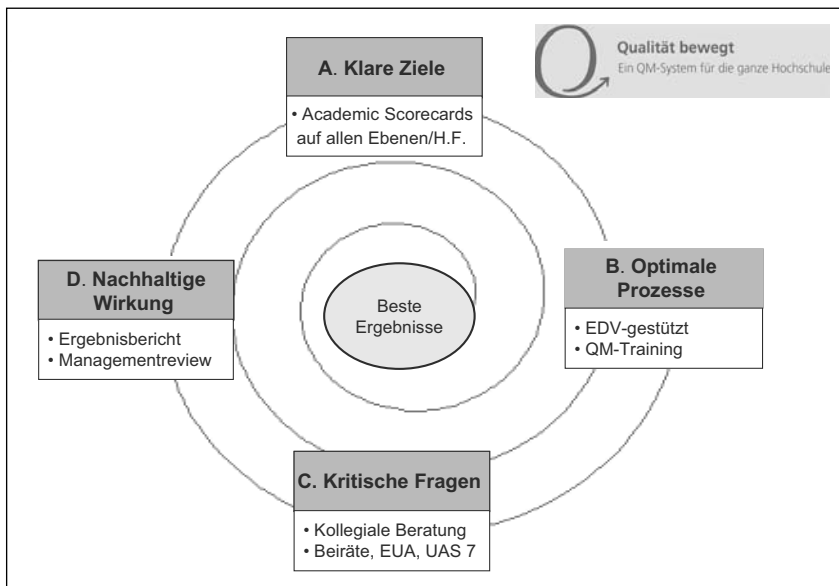 Qualität bewegt
Ein QM-System für die ganze Hochschule
A. Klare Ziele
• Academic Scorecards
auf allen Ebenen/H.F.
B. Optimale
Prozesse
• EDV-gestützt
• QM-Training
D. Nachhaltige
Wirkung
• Ergebnisbericht
• Managementreview
Beste
Ergebnisse
C. Kritische Fragen
• Kollegiale Beratung
• Beiräte, EUA, UAS 7